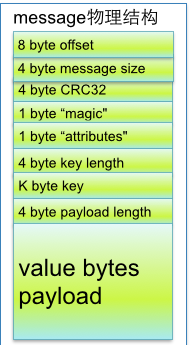 message物理结构
8 byte offset
4 byte message size
4 byte CRC32
1 byte “magic"
1 byte “attributes"
4 byte key length
K byte key
4 byte payload length
value bytes
payload